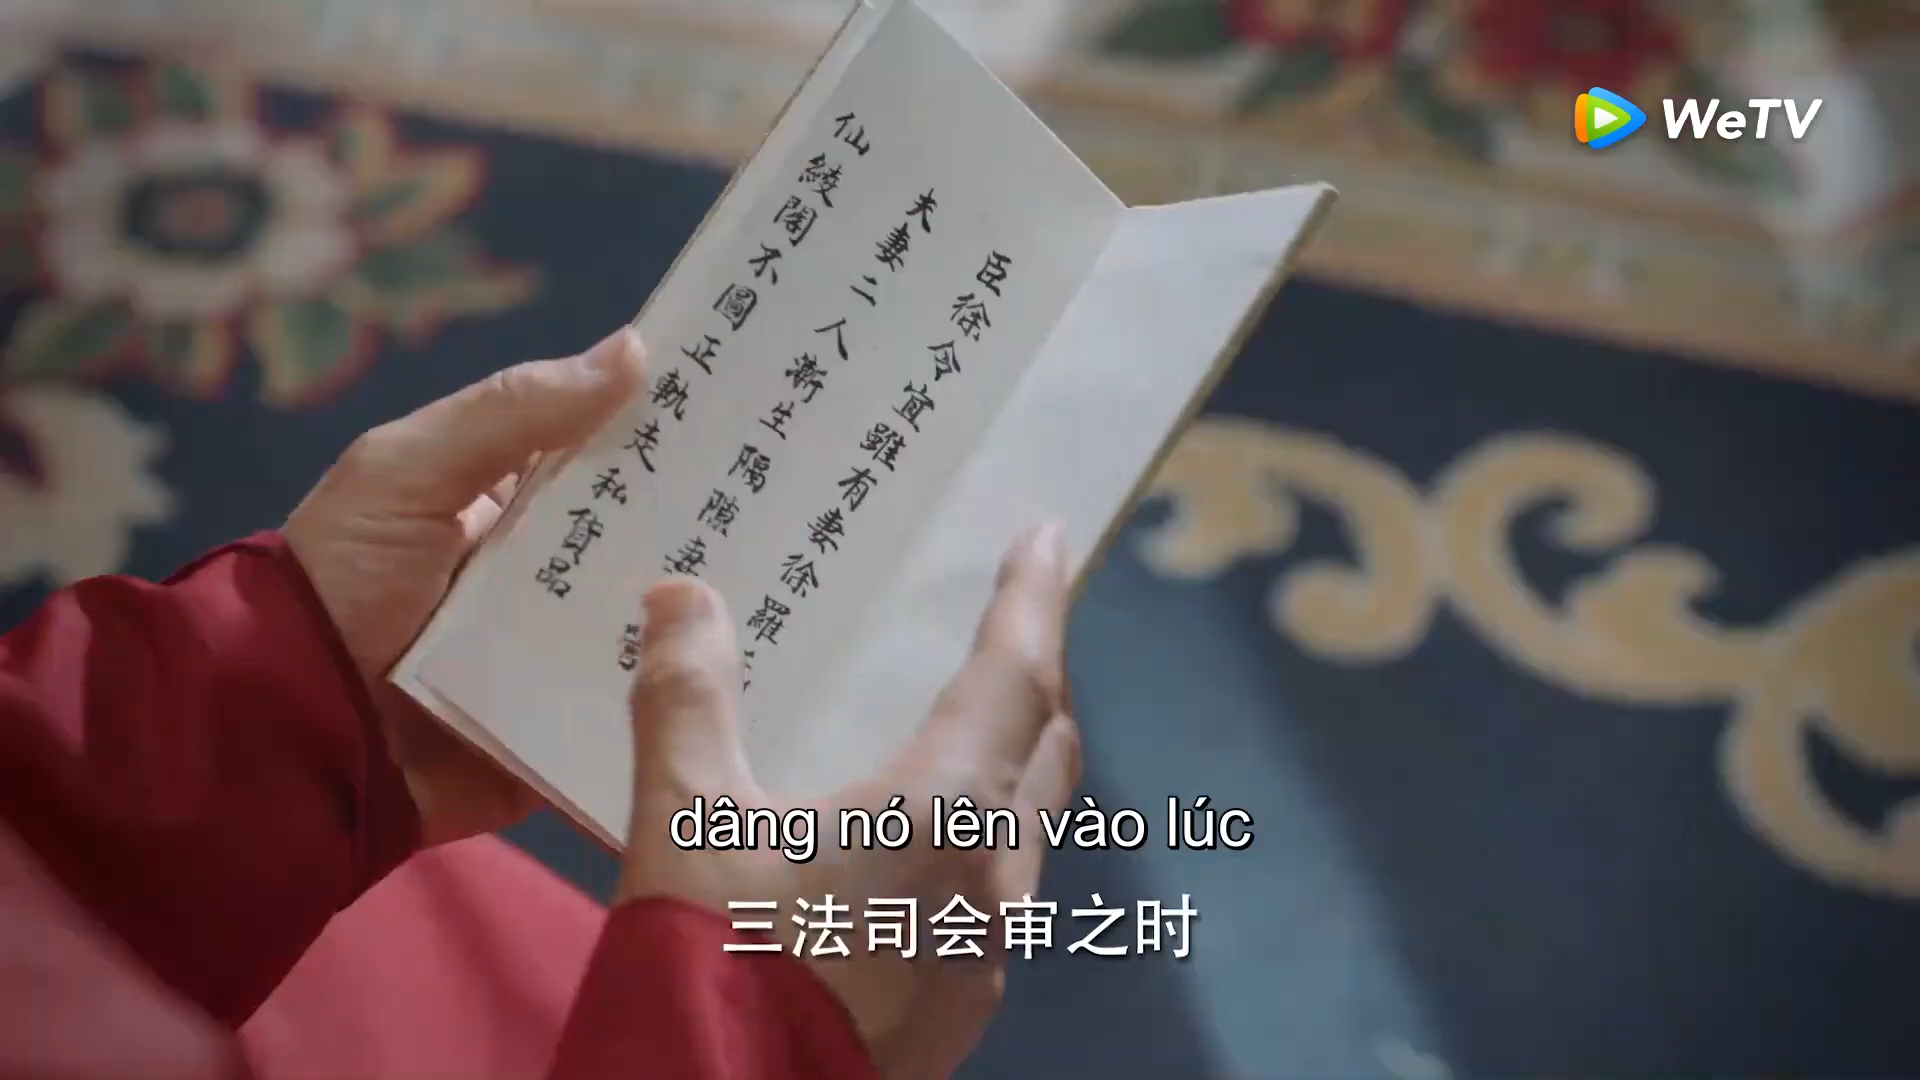 WeTV
臣徐令宜雖有妻徐羅
夫妻二人漸生隔隙妻
仙綾閣不圖正軌走私貨品
dâng nó lên vào lúc
三法司会审之时